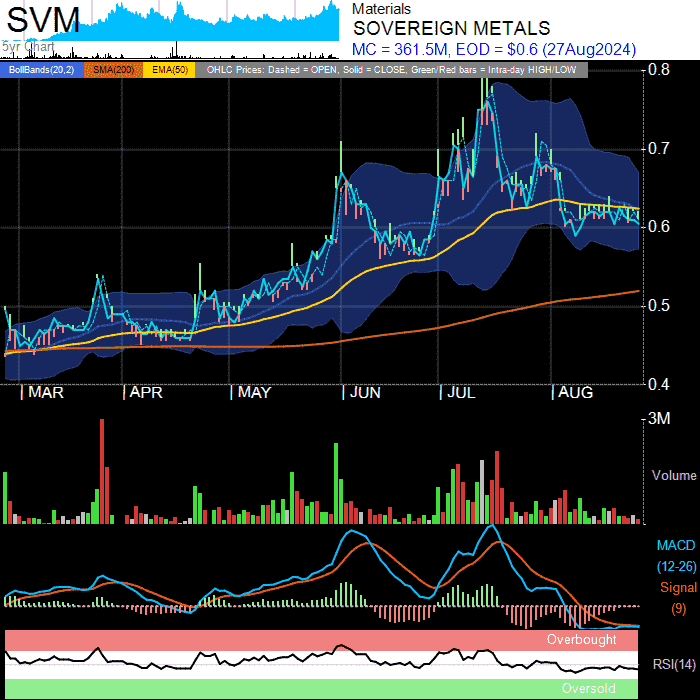 SVM
5yr Chart
Materials
SOVEREIGN METALS
MC = 361.5M, EOD = $0.6 (27Aug2024)
BollBands(20,2) SMA(200) EMA(50) OHLC Prices: Dashed = OPEN, Solid = CLOSE, Green/Red bars = Intra-day HIGH/LOW
0.8
0.7
0.6
0.5
0.4
MAR APR MAY JUN JUL AUG
3M
Volume
MACD
(12-26)
Signal
(9)
Overbought
RSI(14)
Oversold